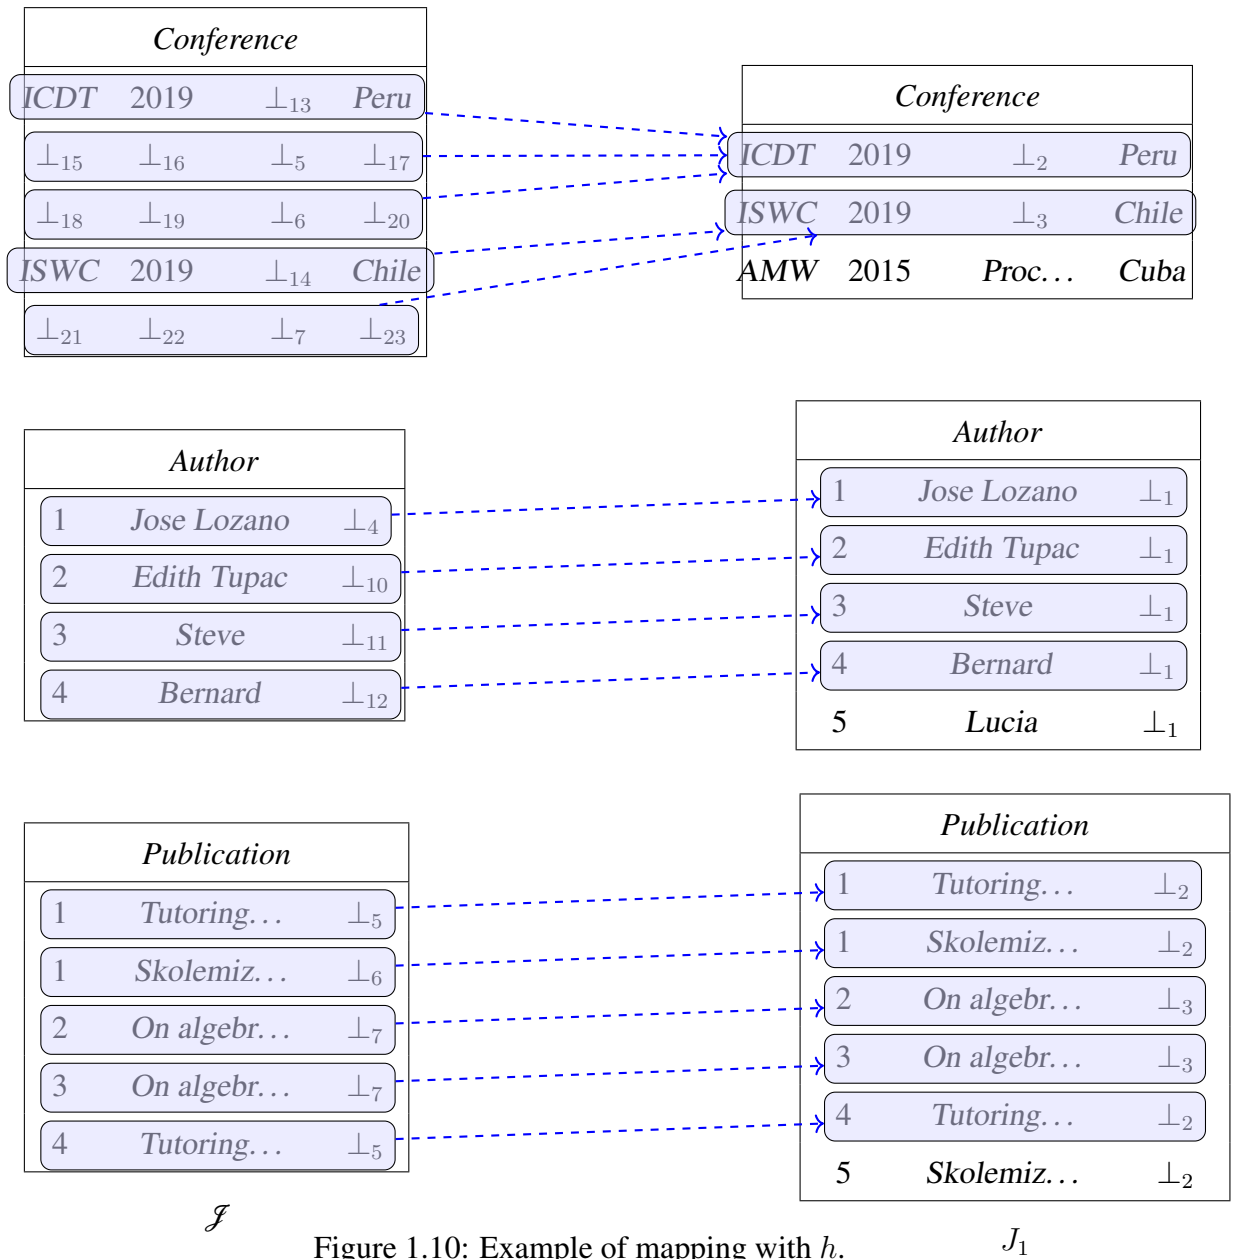 Conference
ICDT 2019 ⊥13 Peru
⊥15 ⊥16 ⊥5 ⊥17
⊥18 ⊥19 ⊥6 ⊥20
ISWC 2019 ⊥14 Chile
⊥21 ⊥22 ⊥7 ⊥23
Conference
ICDT 2019 ⊥2 Peru
ISWC 2019 ⊥3 Chile
AMW 2015 Proc... Cuba
Author
1 Jose Lozano ⊥4
2 Edith Tupac ⊥10
3 Steve ⊥11
4 Bernard ⊥12
Author
1 Jose Lozano ⊥1
2 Edith Tupac ⊥1
3 Steve ⊥1
4 Bernard ⊥1
5 Lucia ⊥1
Publication
1 Tutoring... ⊥5
1 Skolemiz... ⊥6
2 On algebr... ⊥7
3 On algebr... ⊥7
4 Tutoring... ⊥5
𝒥
Publication
1 Tutoring... ⊥2
1 Skolemiz... ⊥2
2 On algebr... ⊥3
3 On algebr... ⊥3
4 Tutoring... ⊥2
5 Skolemiz... ⊥2
J1
Figure 1.10: Example of mapping with h.